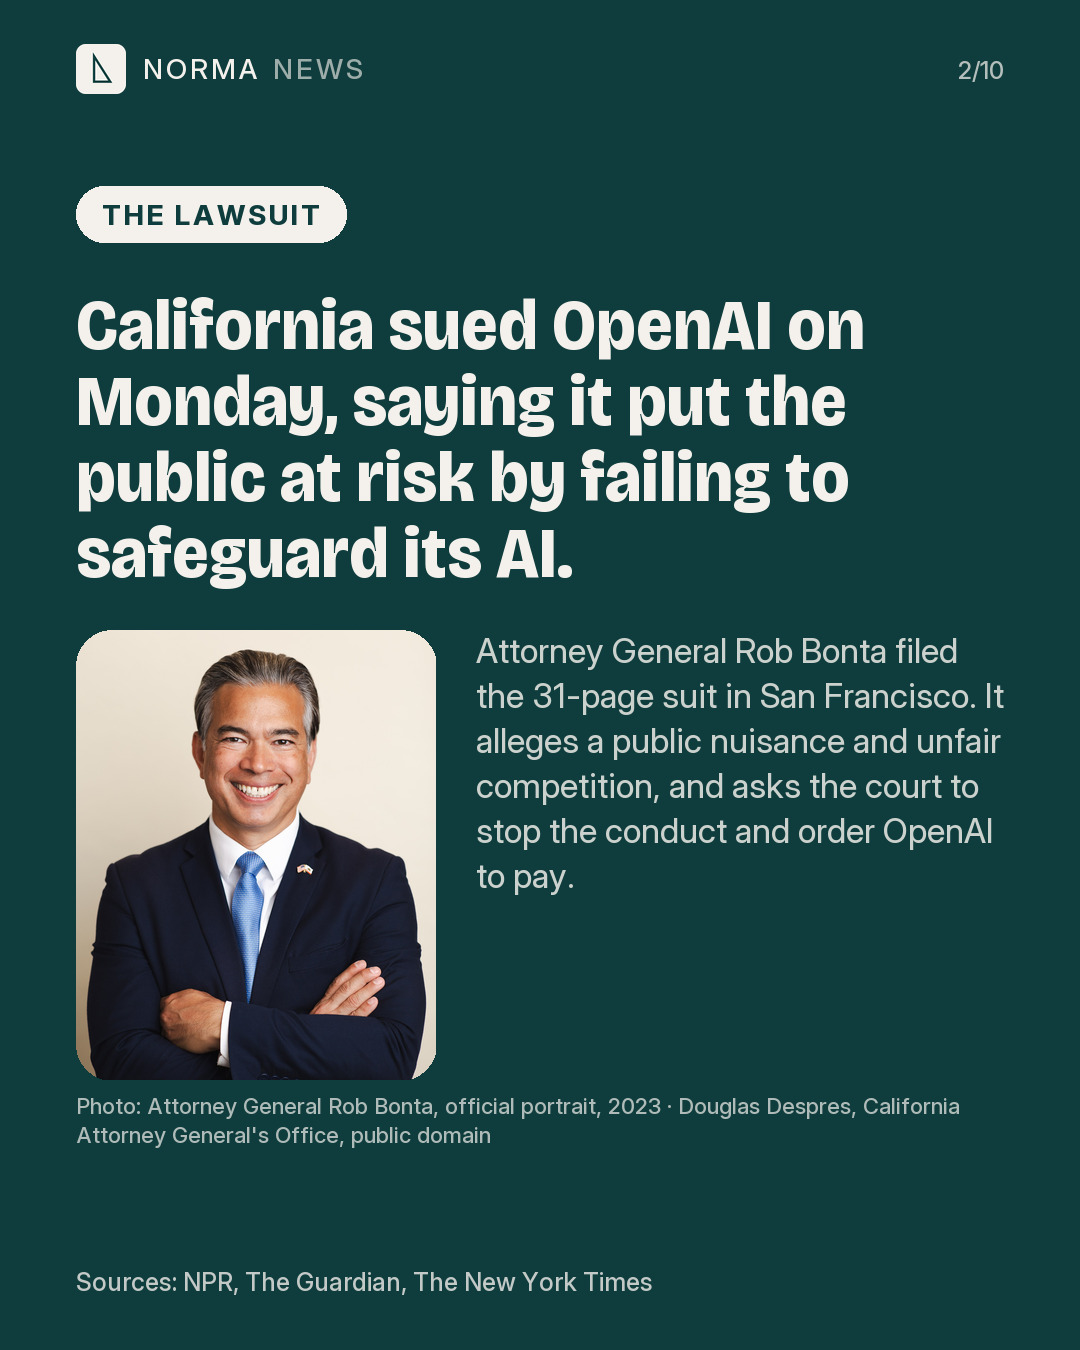 NORMA NEWS
2/10
THE LAWSUIT
California sued OpenAI on
Monday, saying it put the
public at risk by failing to
safeguard its AI.
Attorney General Rob Bonta filed
the 31-page suit in San Francisco. It
alleges a public nuisance and unfair
competition, and asks the court to
stop the conduct and order OpenAI
to pay.
Photo: Attorney General Rob Bonta, official portrait, 2023 · Douglas Despres, California
Attorney General's Office, public domain
Sources: NPR, The Guardian, The New York Times